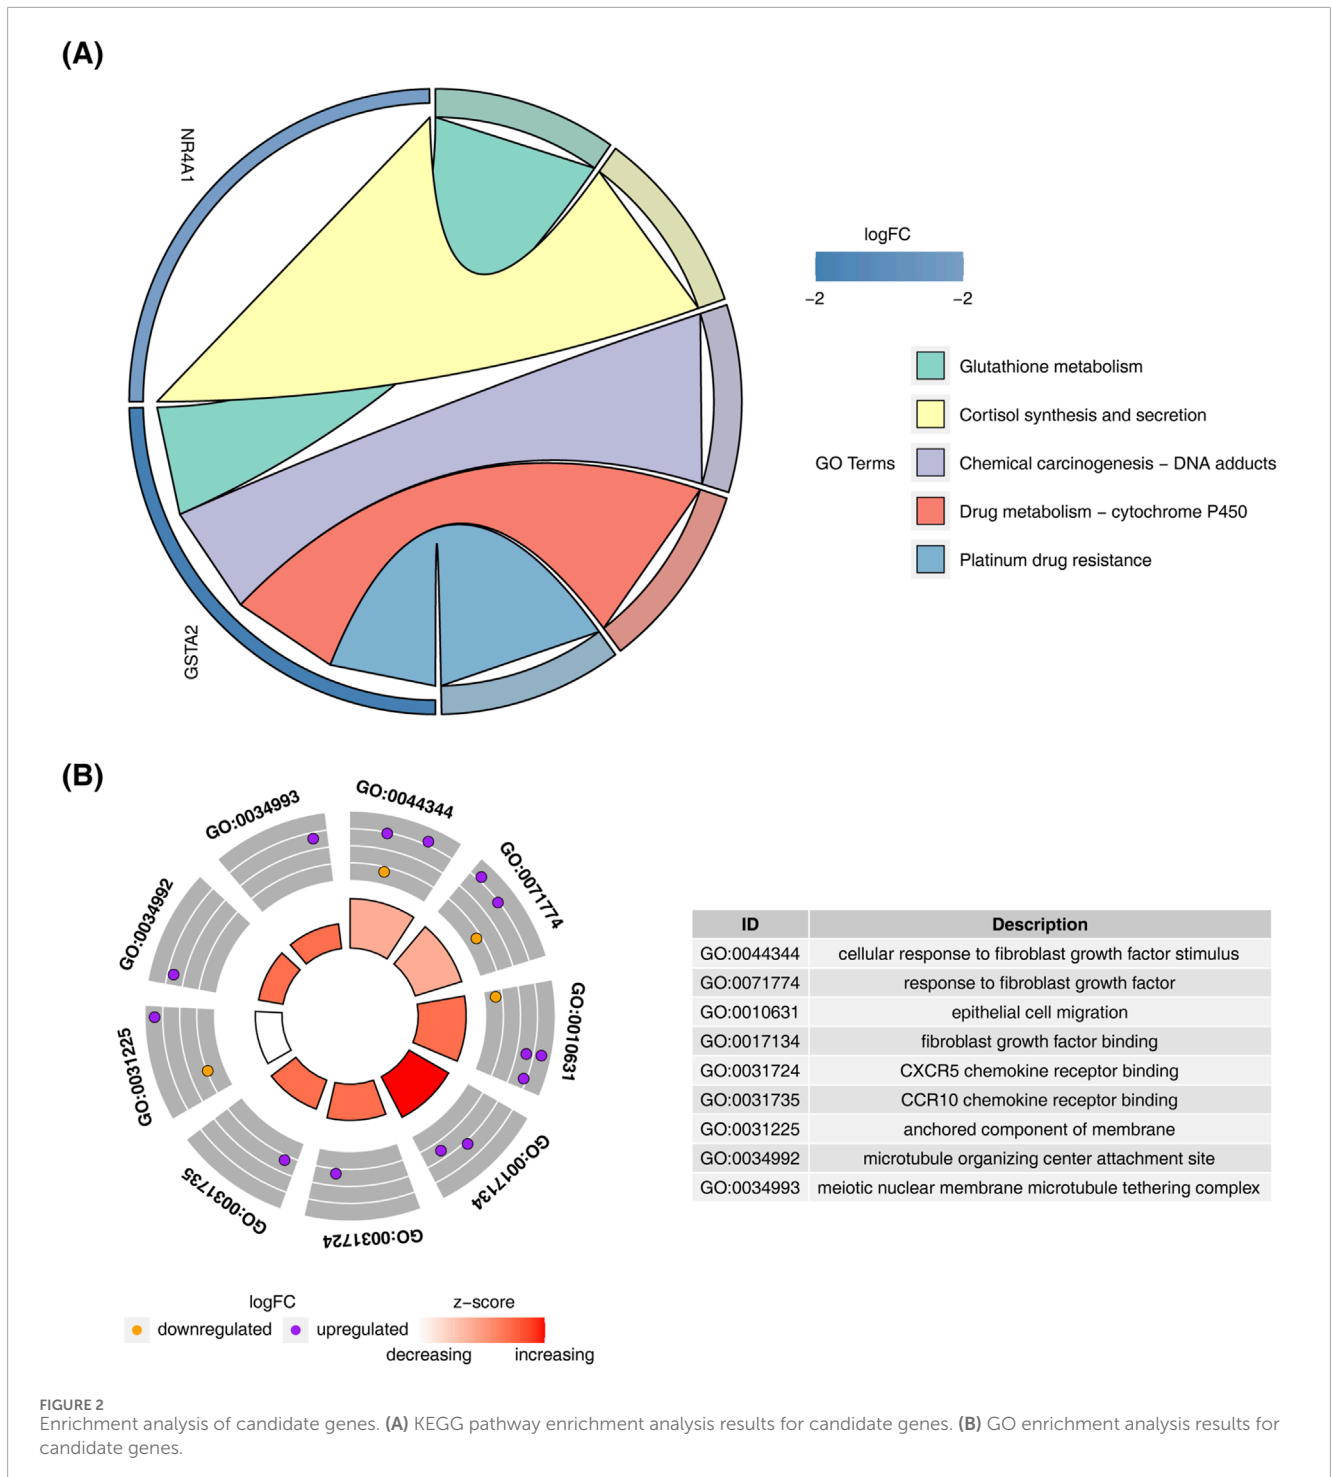 (A)
NR4A1
GSTA2
logFC
−2 −2
GO Terms
Glutathione metabolism
Cortisol synthesis and secretion
Chemical carcinogenesis − DNA adducts
Drug metabolism − cytochrome P450
Platinum drug resistance
(B)
GO:0044344
GO:0071774
GO:0010631
GO:0017134
GO:0031724
GO:0031735
GO:0031225
GO:0034992
GO:0034993
ID Description
GO:0044344 cellular response to fibroblast growth factor stimulus
GO:0071774 response to fibroblast growth factor
GO:0010631 epithelial cell migration
GO:0017134 fibroblast growth factor binding
GO:0031724 CXCR5 chemokine receptor binding
GO:0031735 CCR10 chemokine receptor binding
GO:0031225 anchored component of membrane
GO:0034992 microtubule organizing center attachment site
GO:0034993 meiotic nuclear membrane microtubule tethering complex
logFC z−score
downregulated upregulated
decreasing increasing
FIGURE 2
Enrichment analysis of candidate genes. (A) KEGG pathway enrichment analysis results for candidate genes. (B) GO enrichment analysis results for
candidate genes.